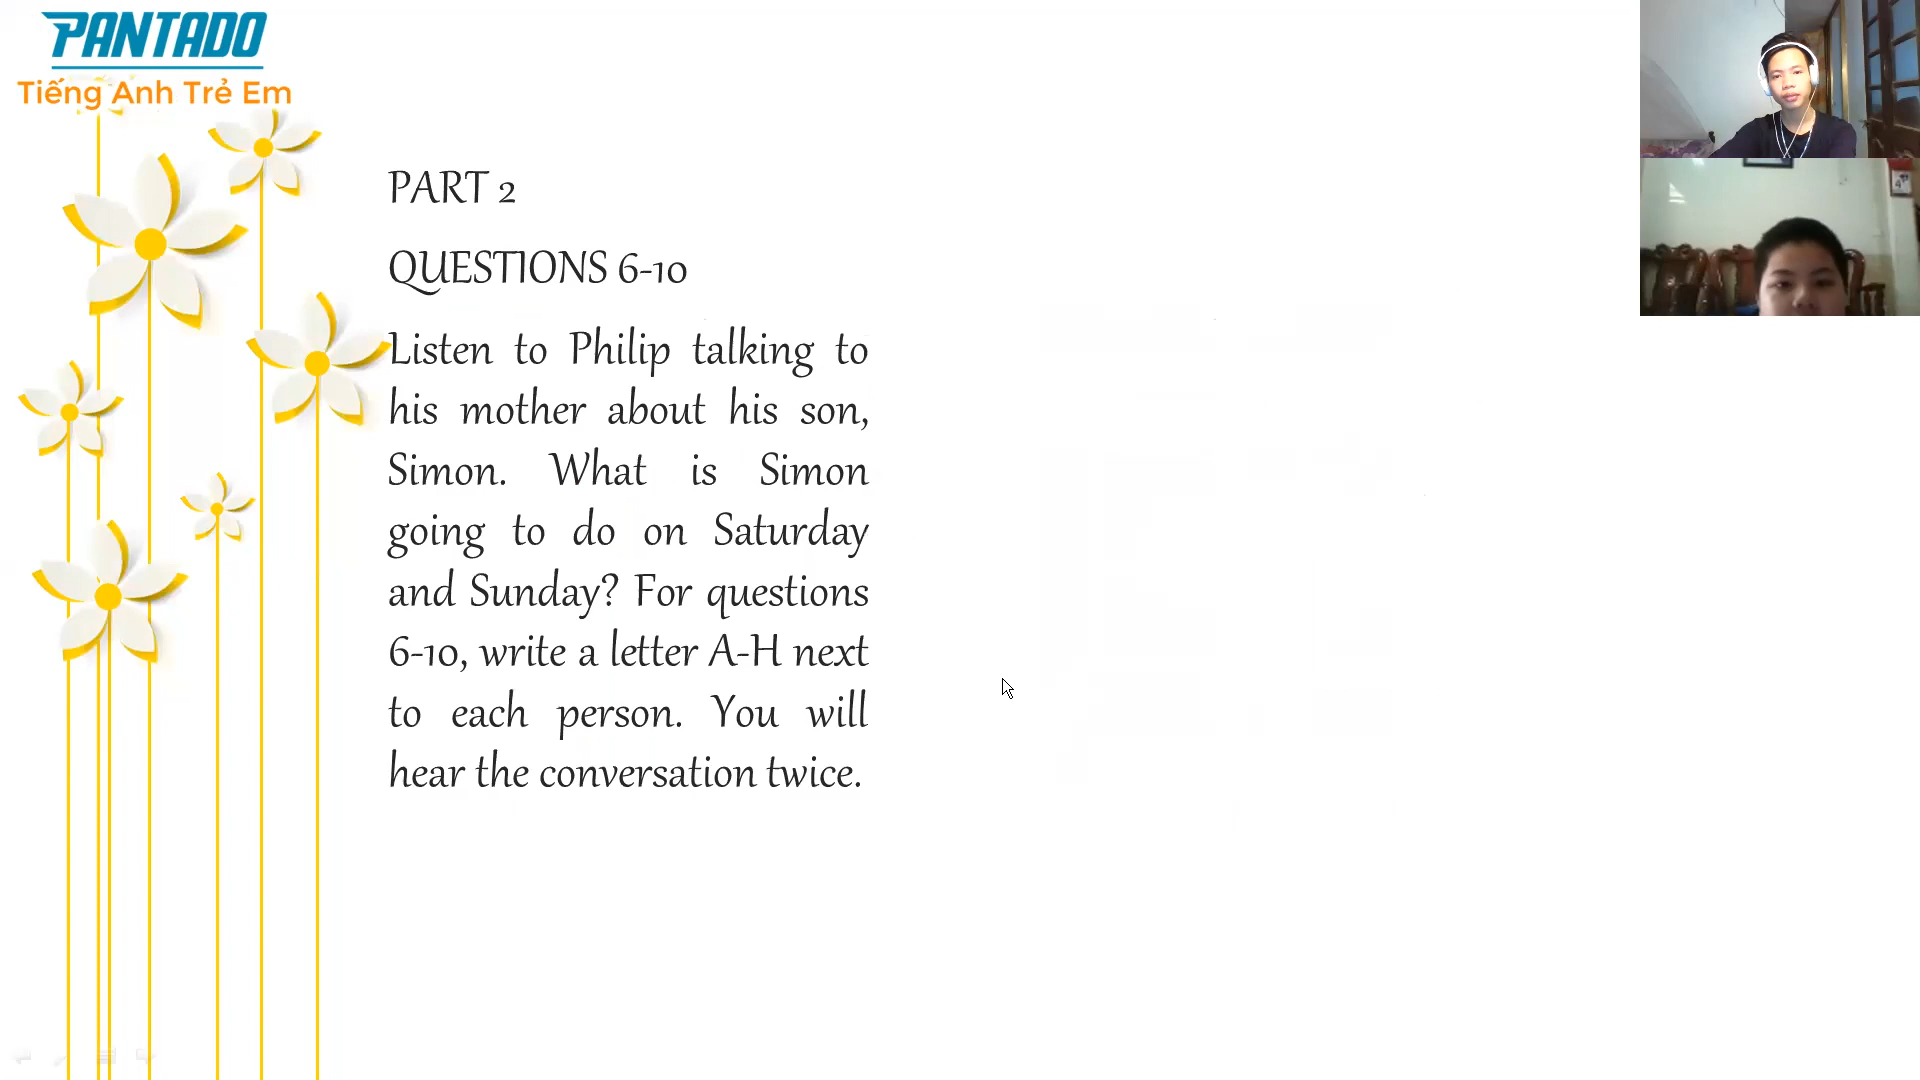 PANTADO
Tiếng Anh Trẻ Em
PART 2
QUESTIONS 6-10
Listen to Philip talking to
his mother about his son,
Simon. What is Simon
going to do on Saturday
and Sunday? For questions
6-10, write a letter A-H next
to each person. You will
hear the conversation twice.